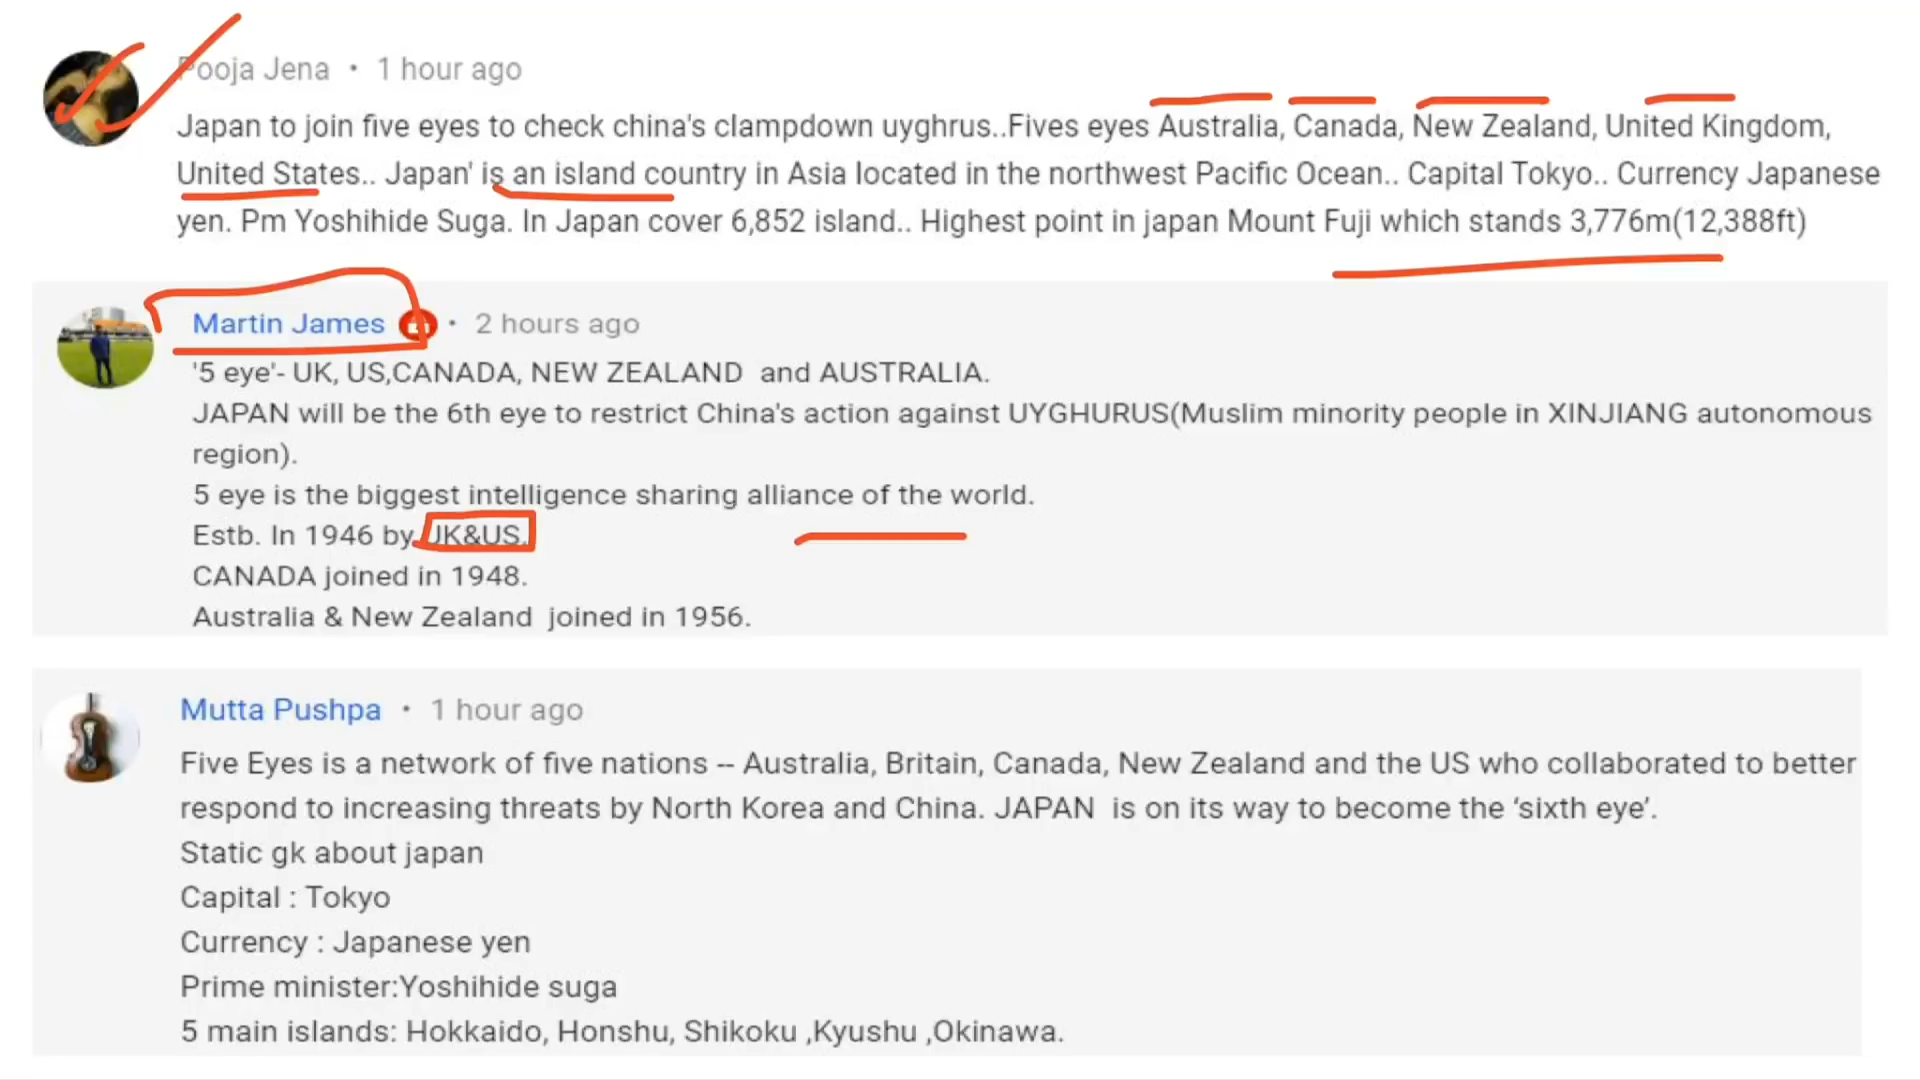 Pooja Jena • 1 hour ago
Japan to join five eyes to check china's clampdown uyghrus..Fives eyes Australia, Canada, New Zealand, United Kingdom,
United States.. Japan' is an island country in Asia located in the northwest Pacific Ocean.. Capital Tokyo.. Currency Japanese
yen. Pm Yoshihide Suga. In Japan cover 6,852 island.. Highest point in japan Mount Fuji which stands 3,776m(12,388ft)
Martin James • 2 hours ago
'5 eye'- UK, US,CANADA, NEW ZEALAND and AUSTRALIA.
JAPAN will be the 6th eye to restrict China's action against UYGHURUS(Muslim minority people in XINJIANG autonomous
region).
5 eye is the biggest intelligence sharing alliance of the world.
Estb. In 1946 by UK&US.
CANADA joined in 1948.
Australia & New Zealand joined in 1956.
Mutta Pushpa • 1 hour ago
Five Eyes is a network of five nations -- Australia, Britain, Canada, New Zealand and the US who collaborated to better
respond to increasing threats by North Korea and China. JAPAN is on its way to become the ‘sixth eye’.
Static gk about japan
Capital : Tokyo
Currency : Japanese yen
Prime minister:Yoshihide suga
5 main islands: Hokkaido, Honshu, Shikoku ,Kyushu ,Okinawa.